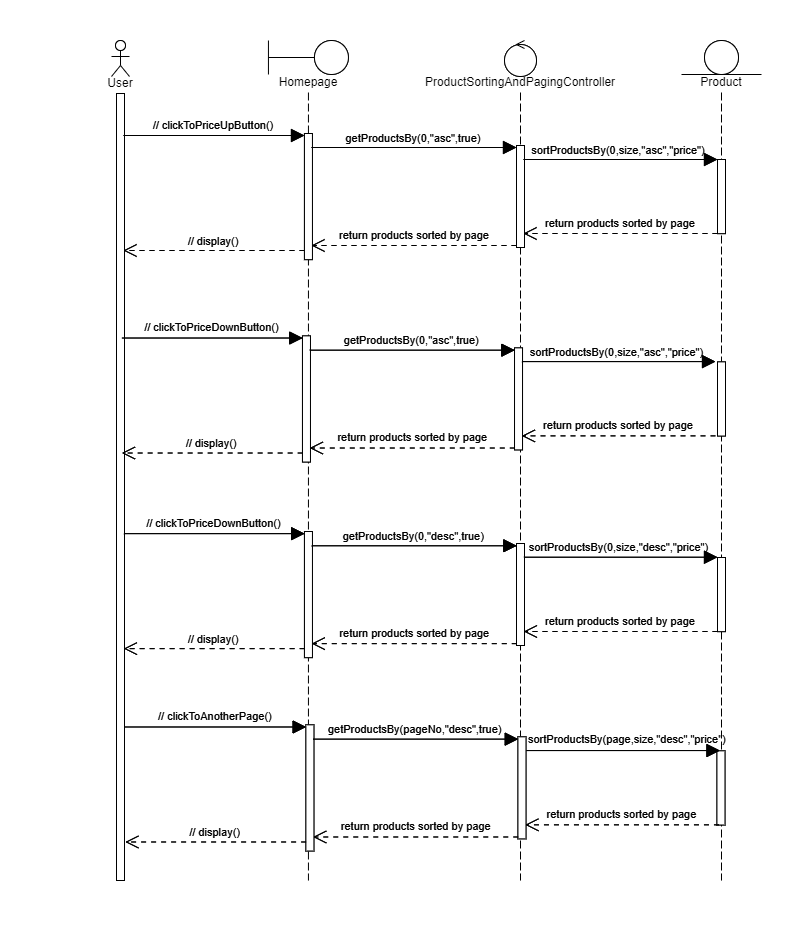 User
Homepage
ProductSortingAndPagingController
Product
// clickToPriceUpButton()
getProductsBy(0,"asc",true)
sortProductsBy(0,size,"asc","price")
return products sorted by page
return products sorted by page
// display()
// clickToPriceDownButton()
getProductsBy(0,"asc",true)
sortProductsBy(0,size,"asc","price")
return products sorted by page
return products sorted by page
// display()
// clickToPriceDownButton()
getProductsBy(0,"desc",true)
sortProductsBy(0,size,"desc","price")
return products sorted by page
return products sorted by page
// display()
// clickToAnotherPage()
getProductsBy(pageNo,"desc",true)
sortProductsBy(page,size,"desc","price")
return products sorted by page
return products sorted by page
// display()